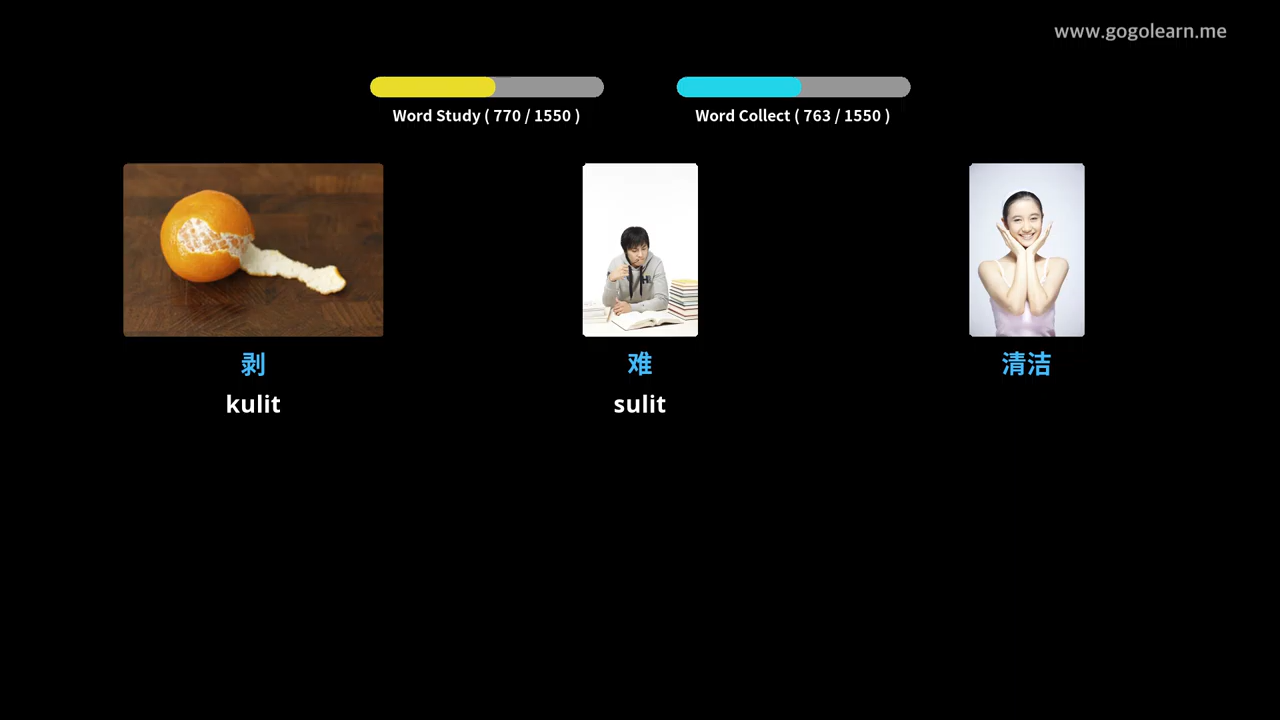 www.gogolearn.me
Word Study ( 770 / 1550 )
Word Collect ( 763 / 1550 )
剥
难
清洁
kulit
sulit